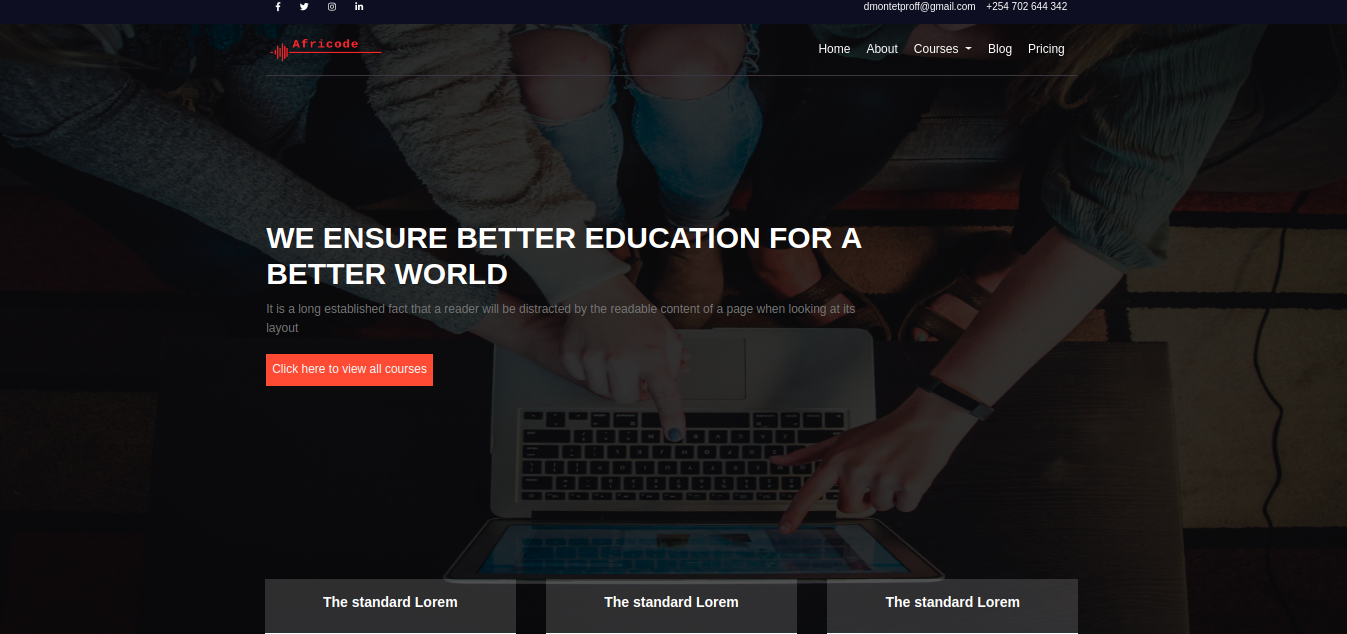 dmontetproff@gmail.com +254 702 644 342
Africode
Home About Courses Blog Pricing
WE ENSURE BETTER EDUCATION FOR A
BETTER WORLD
It is a long established fact that a reader will be distracted by the readable content of a page when looking at its
layout
Click here to view all courses
The standard Lorem
The standard Lorem
The standard Lorem